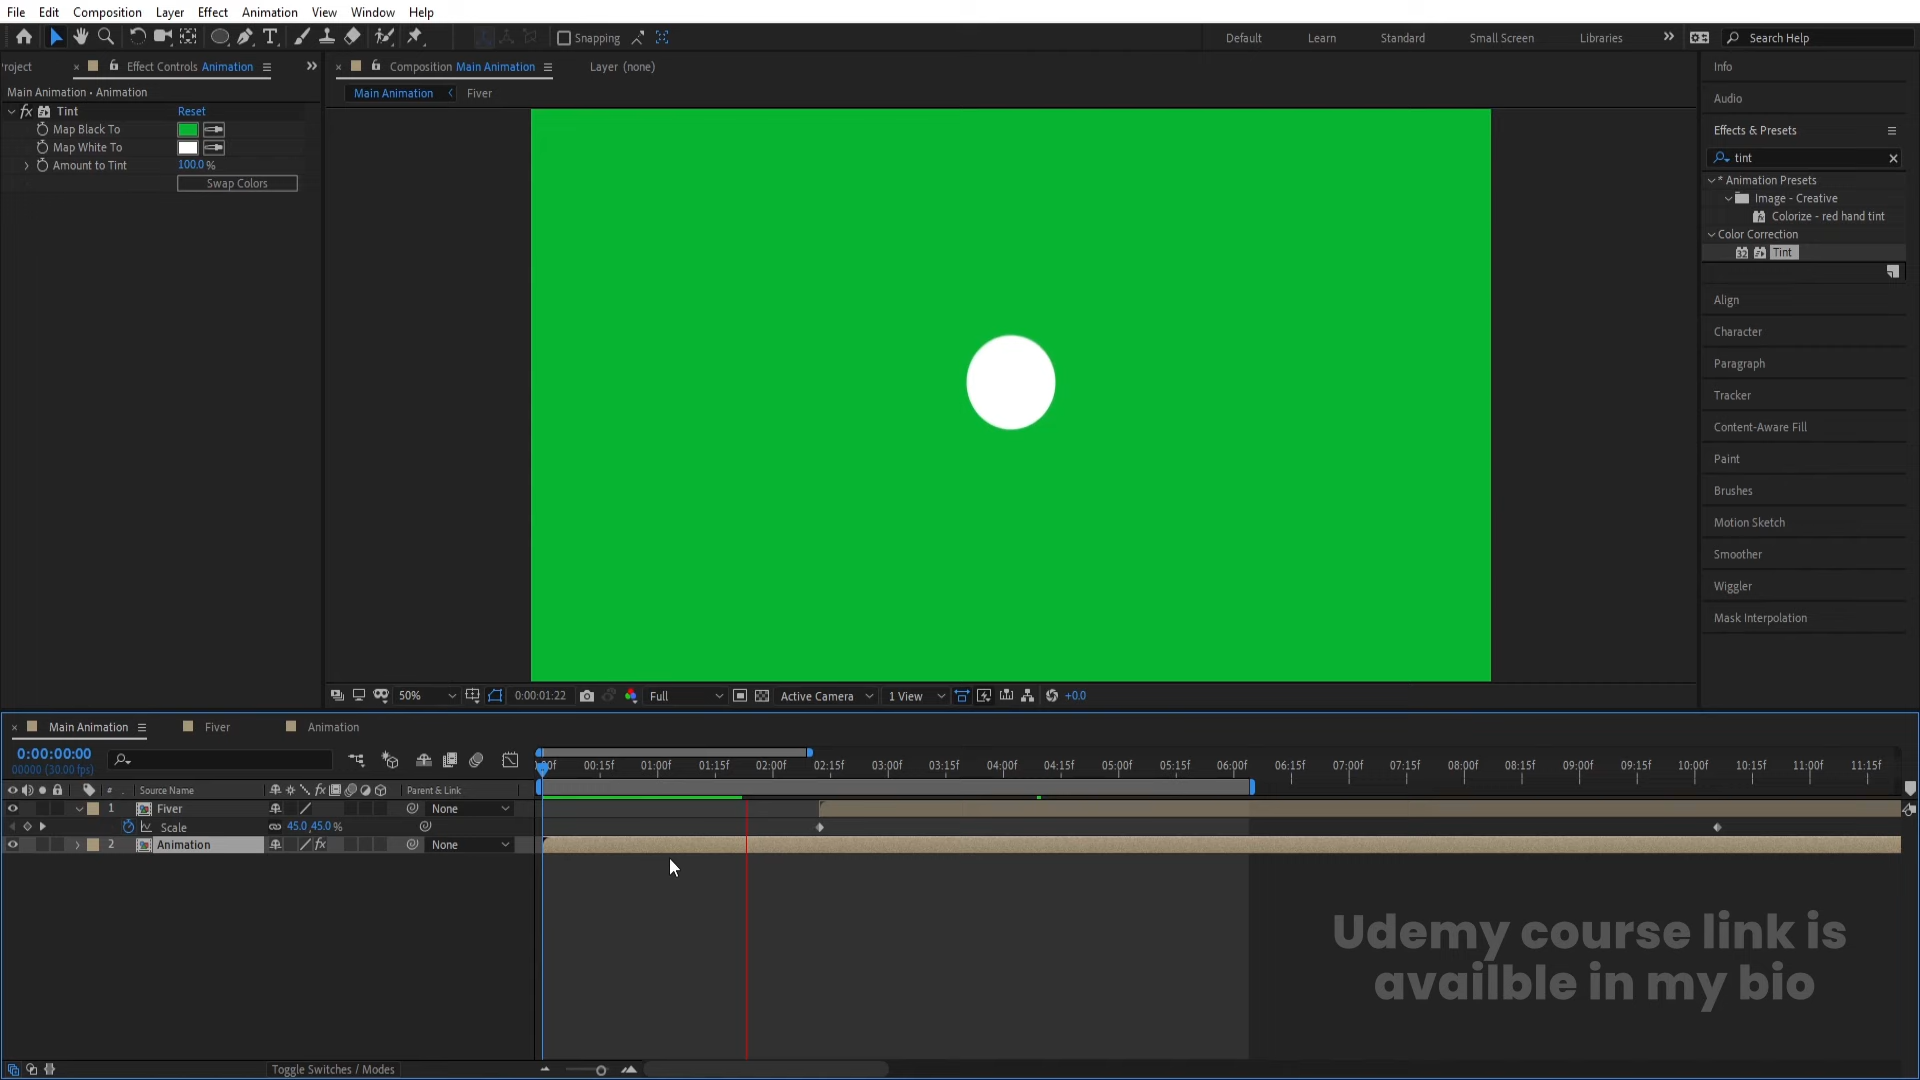 File Edit Composition Layer Effect Animation View Window Help
Snapping Default Learn Standard Small Screen Libraries Search Help
roject Effect Controls Animation
Composition Main Animation Layer (none)
Main Animation Fiver
Main Animation • Animation
fx Tint Reset
Map Black To
Map White To
Amount to Tint 100.0 %
Swap Colors
Info
Audio
Effects & Presets
tint
* Animation Presets
Image - Creative
Colorize - red hand tint
Color Correction
32 Tint
Align
Character
Paragraph
Tracker
Content-Aware Fill
Paint
Brushes
Motion Sketch
Smoother
Wiggler
Mask Interpolation
50% 0:00:01:22 Full Active Camera 1 View +0.0
Main Animation Fiver Animation
0:00:00:00
00000 (30.00 fps)
00f 00:15f 01:00f 01:15f 02:00f 02:15f 03:00f 03:15f 04:00f 04:15f 05:00f 05:15f 06:00f 06:15f 07:00f 07:15f 08:00f 08:15f 09:00f 09:15f 10:00f 10:15f 11:00f 11:15f
# Source Name fx Parent & Link
1 Fiver None
Scale 45.0,45.0%
2 Animation fx None
Udemy course link is
availble in my bio
Toggle Switches / Modes